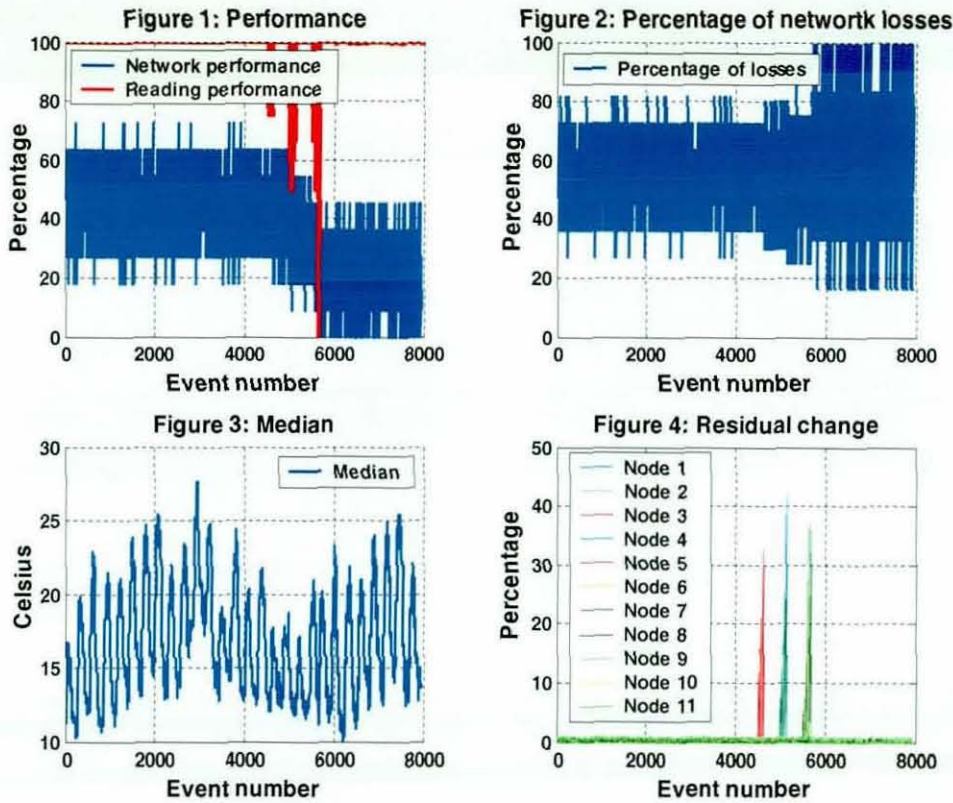 Figure 1: Performance
100
80
60
40
20
0
Percentage
Network performance
Reading performance
0 2000 4000 6000 8000
Event number
Figure 2: Percentage of networtk losses
100
80
60
40
20
0
Percentage
Percentage of losses
0 2000 4000 6000 8000
Event number
Figure 3: Median
30
25
20
15
10
Celsius
Median
0 2000 4000 6000 8000
Event number
Figure 4: Residual change
50
40
30
20
10
0
Percentage
Node 1
Node 2
Node 3
Node 4
Node 5
Node 6
Node 7
Node 8
Node 9
Node 10
Node 11
0 2000 4000 6000 8000
Event number